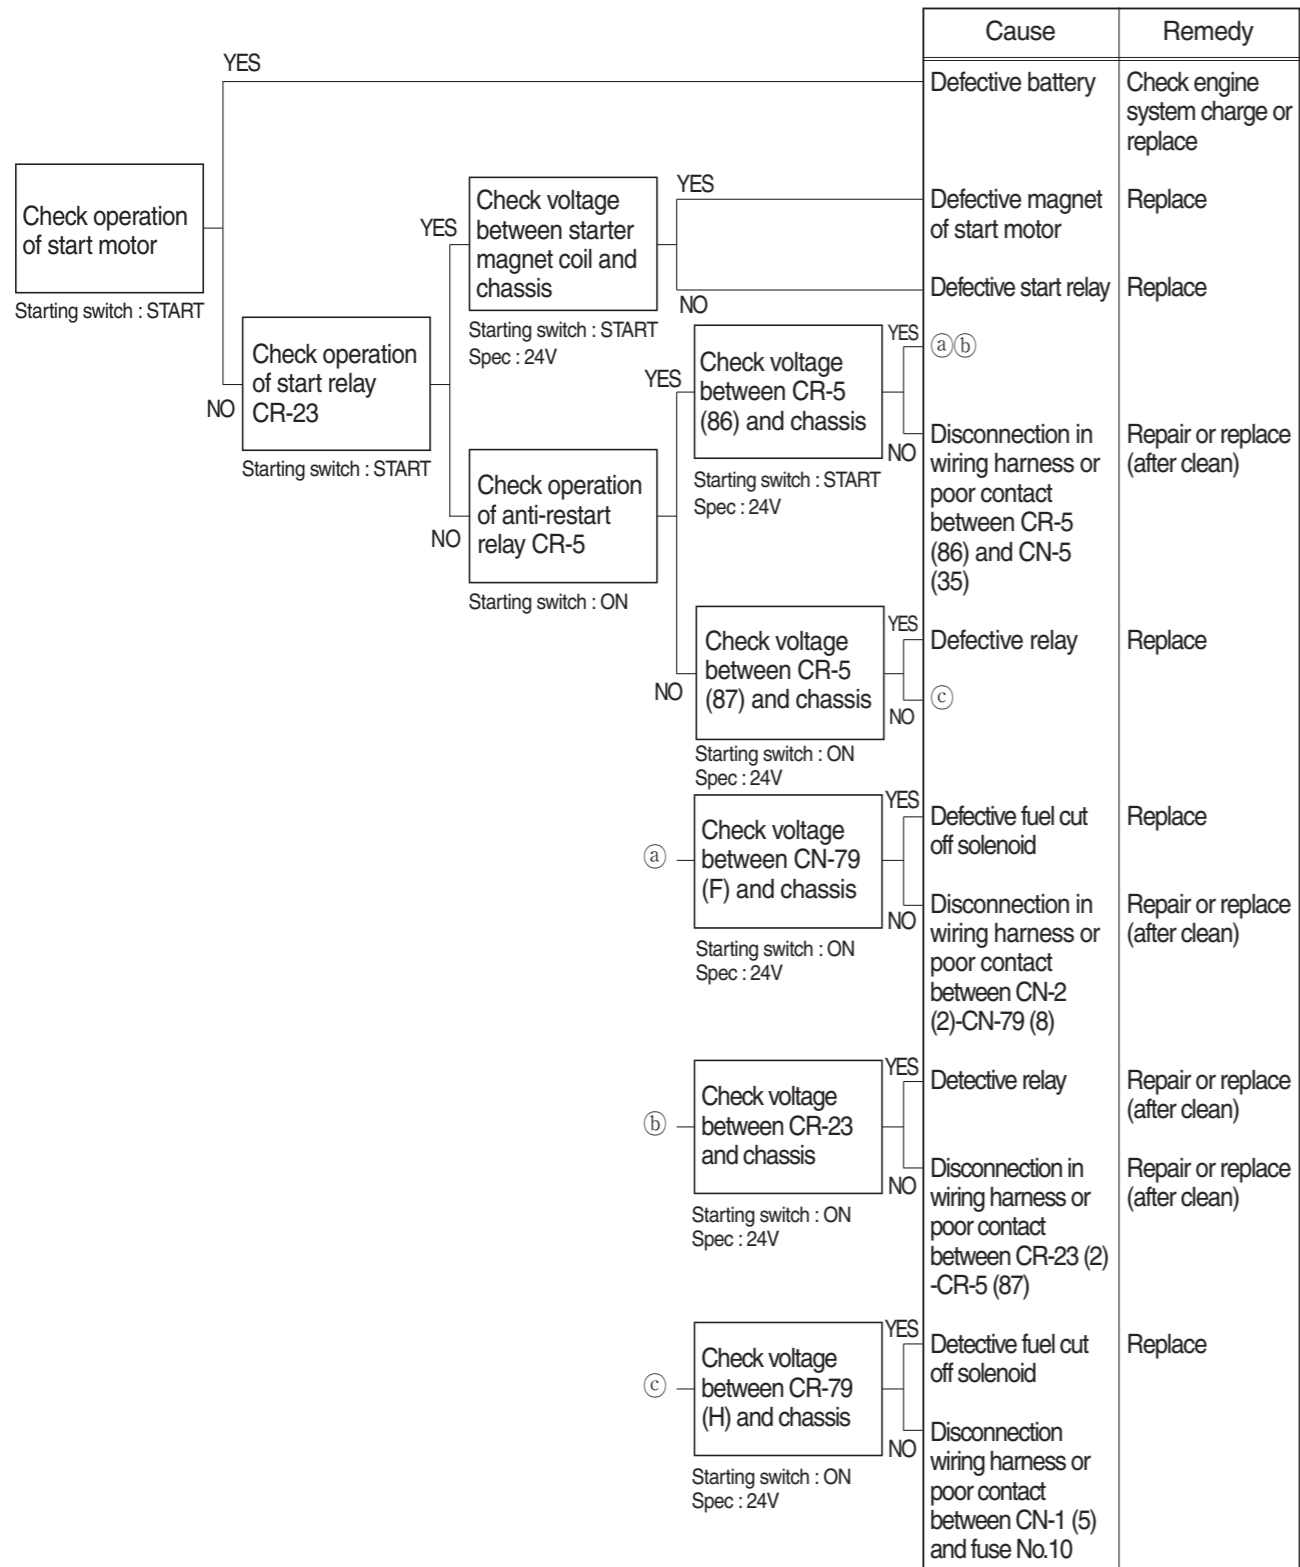 Cause
Remedy
YES
Defective battery
Check engine
system charge or
replace
Check operation
of start motor
Starting switch : START
YES
Check voltage
between starter
magnet coil and
chassis
Starting switch : START
Spec : 24V
YES
Defective magnet
of start motor
Replace
NO
Defective start relay
Replace
NO
Check operation
of start relay
CR-23
Starting switch : START
YES
Check voltage
between CR-5
(86) and chassis
Starting switch : START
Spec : 24V
YES
ⓐⓑ
NO
Disconnection in
wiring harness or
poor contact
between CR-5
(86) and CN-5
(35)
Repair or replace
(after clean)
NO
Check operation
of anti-restart
relay CR-5
Starting switch : ON
NO
Check voltage
between CR-5
(87) and chassis
Starting switch : ON
Spec : 24V
YES
Defective relay
Replace
NO
ⓒ
ⓐ
Check voltage
between CN-79
(F) and chassis
Starting switch : ON
Spec : 24V
YES
Defective fuel cut
off solenoid
Replace
NO
Disconnection in
wiring harness or
poor contact
between CN-2
(2)-CN-79 (8)
Repair or replace
(after clean)
ⓑ
Check voltage
between CR-23
and chassis
Starting switch : ON
Spec : 24V
YES
Detective relay
Repair or replace
(after clean)
NO
Disconnection in
wiring harness or
poor contact
between CR-23 (2)
-CR-5 (87)
Repair or replace
(after clean)
ⓒ
Check voltage
between CR-79
(H) and chassis
Starting switch : ON
Spec : 24V
YES
Detective fuel cut
off solenoid
Replace
NO
Disconnection
wiring harness or
poor contact
between CN-1 (5)
and fuse No.10